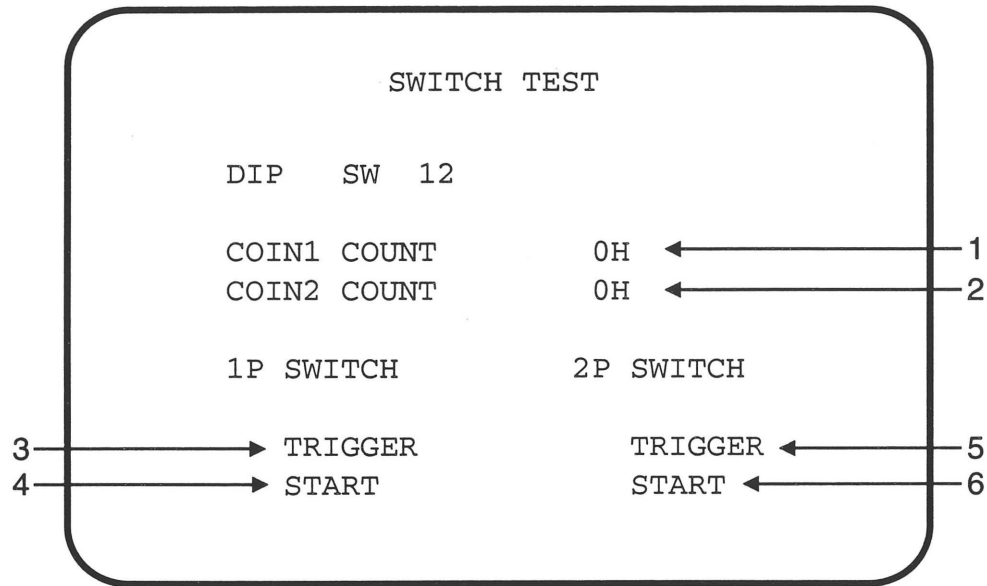 SWITCH TEST
DIP SW 12
COIN1 COUNT 0H 1
COIN2 COUNT 0H 2
1P SWITCH 2P SWITCH
3 TRIGGER TRIGGER 5
4 START START 6